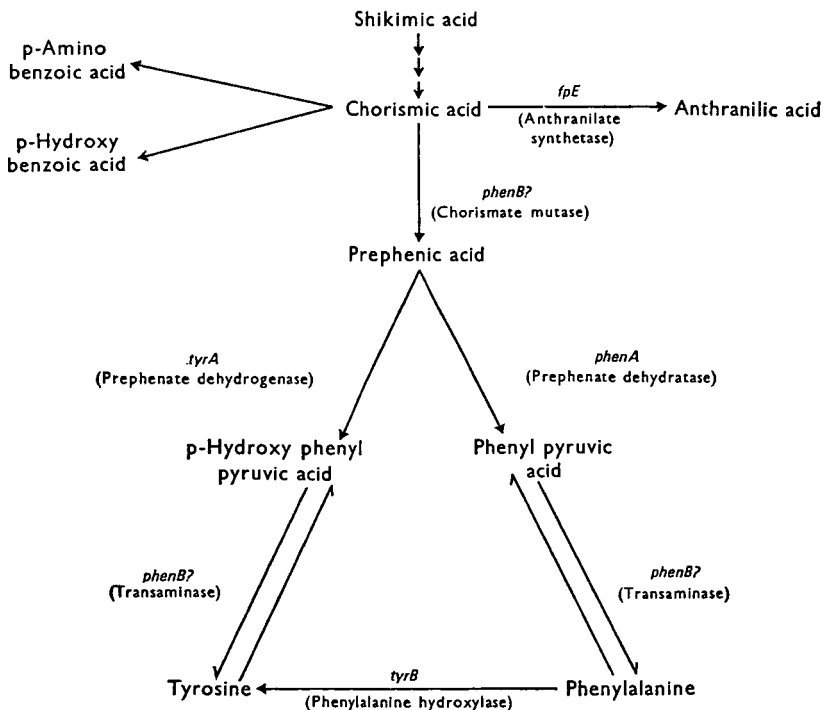 Shikimic acid
p-Amino
benzoic acid
fpE
Chorismic acid
Anthranilic acid
(Anthranilate
synthetase)
p-Hydroxy
benzoic acid
phenB?
(Chorismate mutase)
Prephenic acid
.tyrA
(Prephenate dehydrogenase)
phenA
(Prephenate dehydratase)
p-Hydroxy phenyl
pyruvic acid
Phenyl pyruvic
acid
phenB?
(Transaminase)
phenB?
(Transaminase)
tyrB
Tyrosine
(Phenylalanine hydroxylase)
Phenylalanine